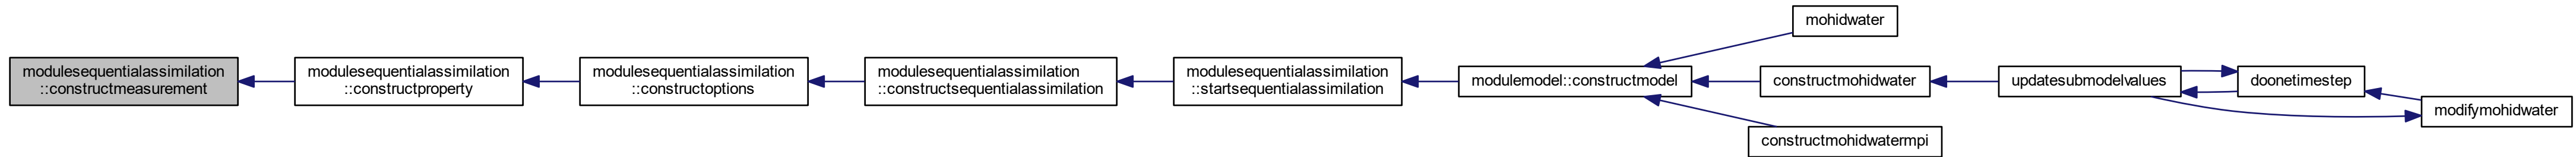 modulesequentialassimilation
::constructmeasurement
modulesequentialassimilation
::constructproperty
modulesequentialassimilation
::constructoptions
modulesequentialassimilation
::constructsequentialassimilation
modulesequentialassimilation
::startsequentialassimilation
modulemodel::constructmodel
mohidwater
constructmohidwater
constructmohidwatermpi
updatesubmodelvalues
doonetimestep
modifymohidwater